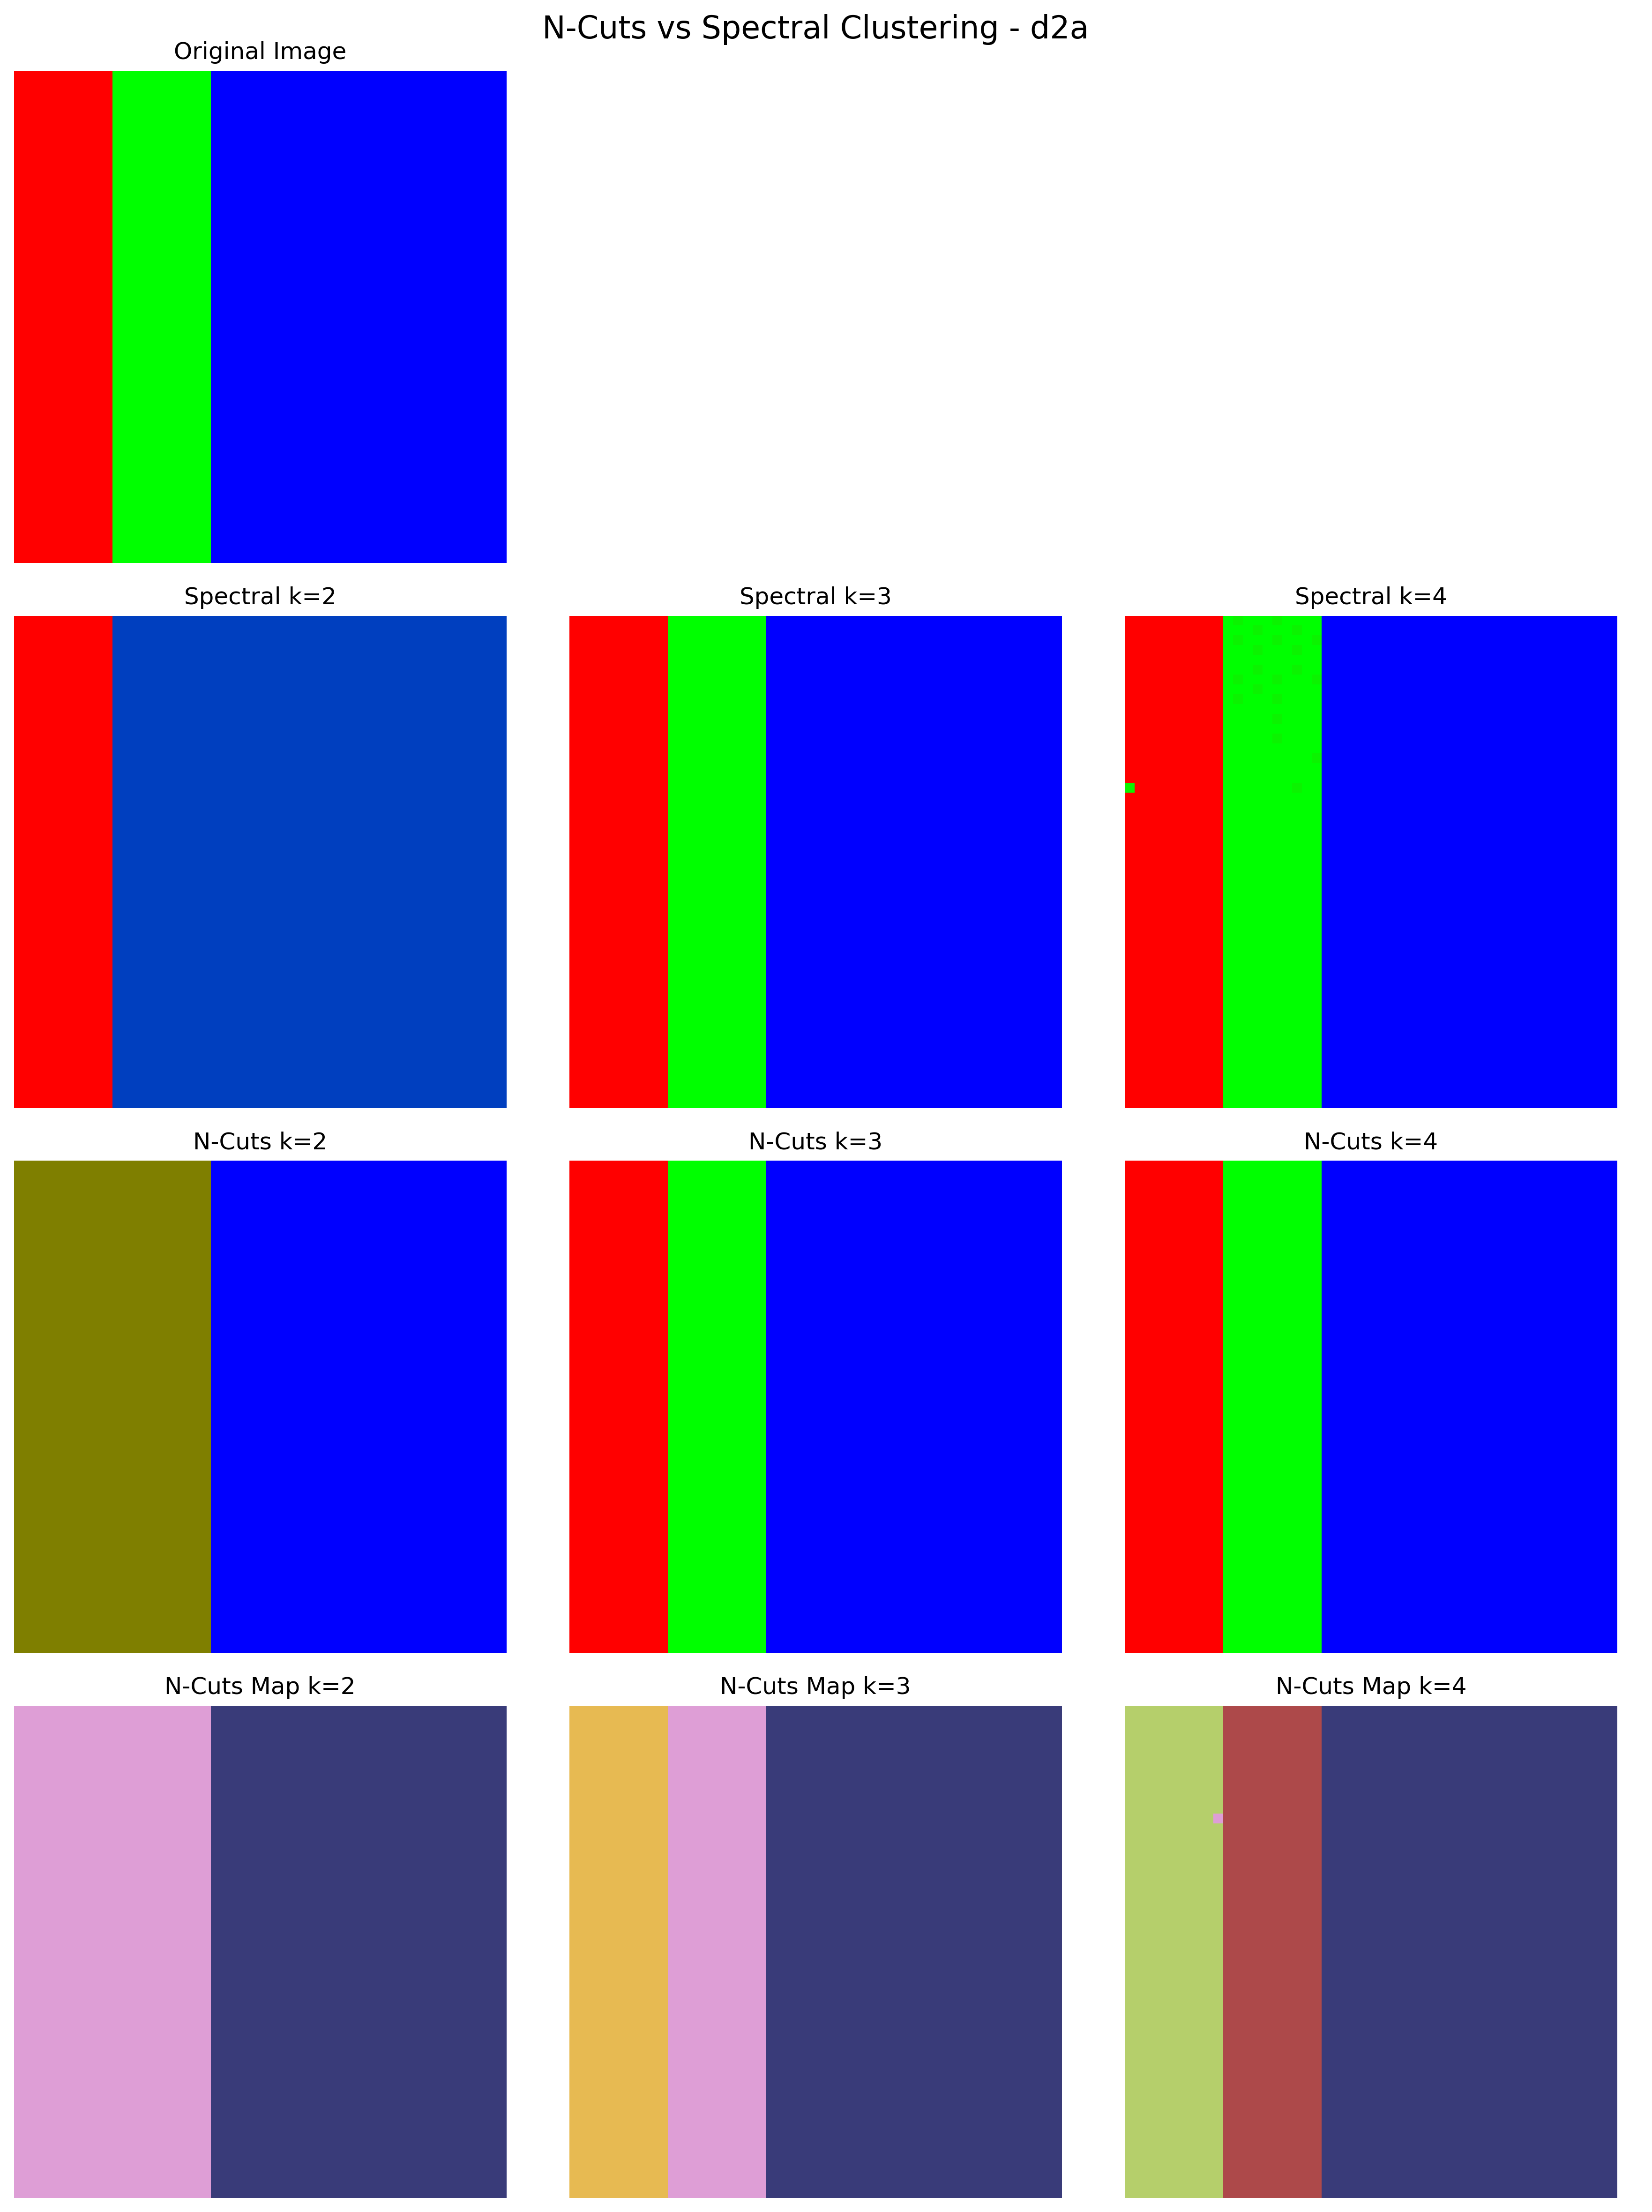 N-Cuts vs Spectral Clustering - d2a
Original Image
Spectral k=2
Spectral k=3
Spectral k=4
N-Cuts k=2
N-Cuts k=3
N-Cuts k=4
N-Cuts Map k=2
N-Cuts Map k=3
N-Cuts Map k=4